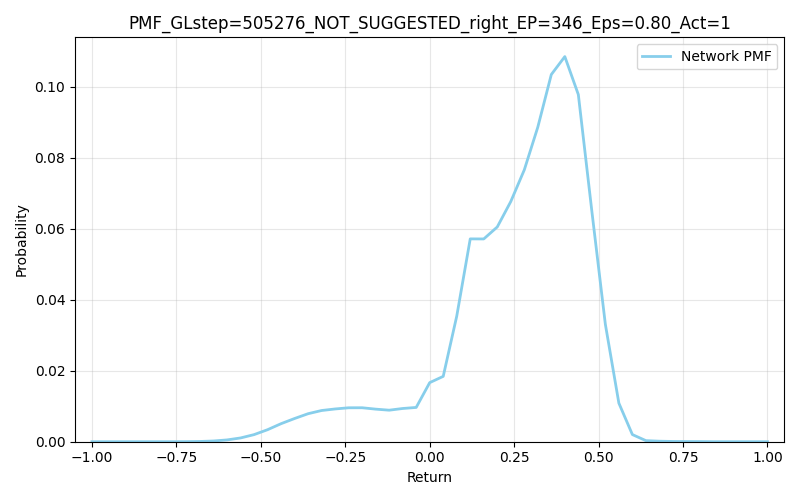 PMF_GLstep=505276_NOT_SUGGESTED_right_EP=346_Eps=0.80_Act=1
Network PMF
Probability
0.10
0.08
0.06
0.04
0.02
0.00
−1.00 −0.75 −0.50 −0.25 0.00 0.25 0.50 0.75 1.00
Return